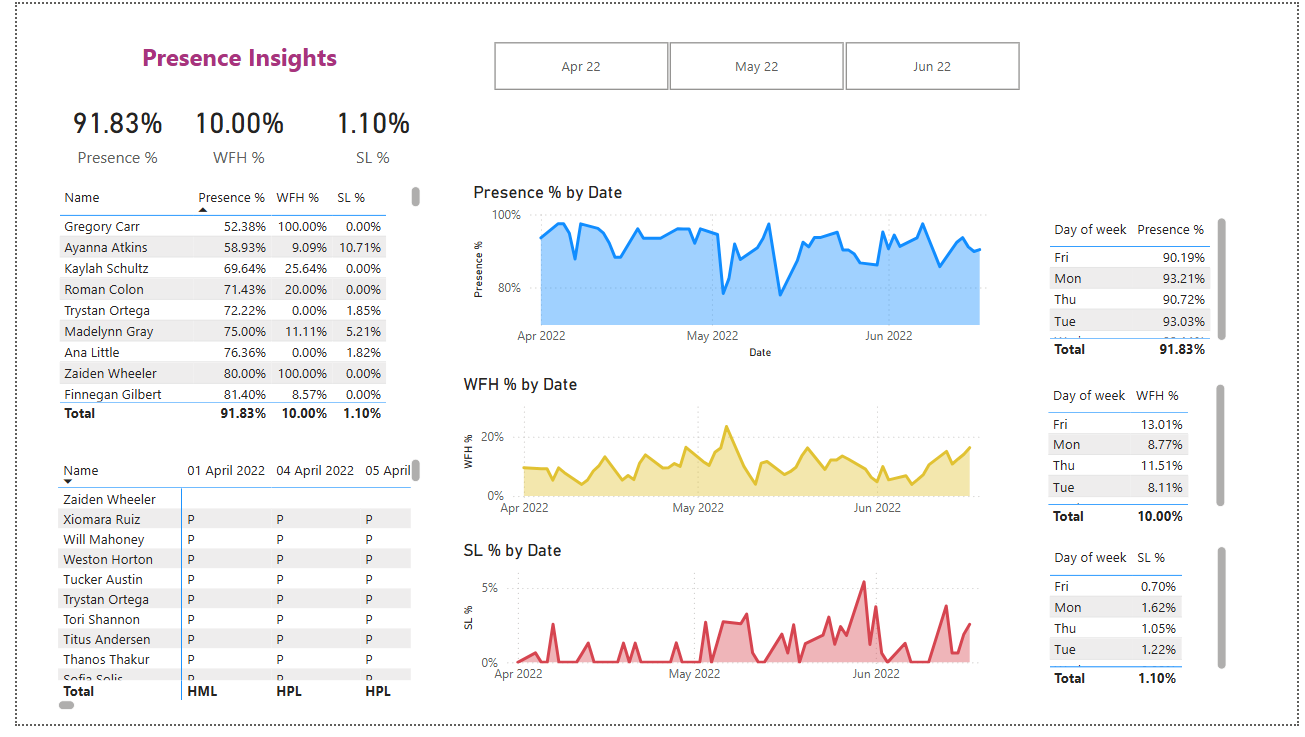 Presence Insights
Apr 22
May 22
Jun 22
91.83% 10.00% 1.10%
Presence % WFH % SL %
Name Presence % WFH % SL %
Gregory Carr 52.38% 100.00% 0.00%
Ayanna Atkins 58.93% 9.09% 10.71%
Kaylah Schultz 69.64% 25.64% 0.00%
Roman Colon 71.43% 20.00% 0.00%
Trystan Ortega 72.22% 0.00% 1.85%
Madelynn Gray 75.00% 11.11% 5.21%
Ana Little 76.36% 0.00% 1.82%
Zaiden Wheeler 80.00% 100.00% 0.00%
Finnegan Gilbert 81.40% 8.57% 0.00%
Total 91.83% 10.00% 1.10%
Name 01 April 2022 04 April 2022 05 April
Zaiden Wheeler
Xiomara Ruiz P P P
Will Mahoney P P P
Weston Horton P P P
Tucker Austin P P P
Trystan Ortega P P P
Tori Shannon P P P
Titus Andersen P P P
Thanos Thakur P P P
Sofia Solis
Total HML HPL HPL
Presence % by Date
Presence %
100%
80%
Apr 2022 May 2022 Jun 2022
Date
WFH % by Date
WFH %
20%
0%
Apr 2022 May 2022 Jun 2022
SL % by Date
SL %
5%
0%
Apr 2022 May 2022 Jun 2022
Day of week Presence %
Fri 90.19%
Mon 93.21%
Thu 90.72%
Tue 93.03%
Total 91.83%
Day of week WFH %
Fri 13.01%
Mon 8.77%
Thu 11.51%
Tue 8.11%
Total 10.00%
Day of week SL %
Fri 0.70%
Mon 1.62%
Thu 1.05%
Tue 1.22%
Total 1.10%